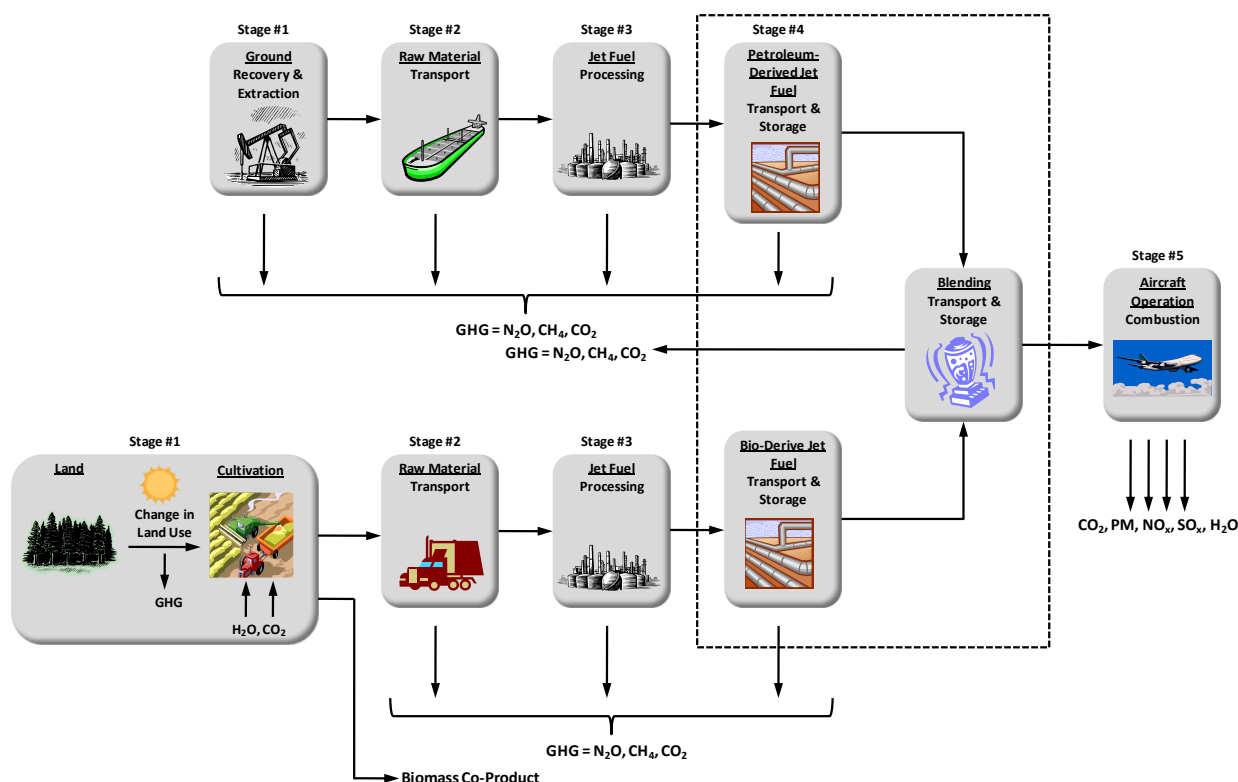 Stage #1
Stage #2
Stage #3
Stage #4
Ground
Recovery &
Extraction
Raw Material
Transport
Jet Fuel
Processing
Petroleum-
Derived Jet
Fuel
Transport &
Storage
GHG = N₂O, CH₄, CO₂
GHG = N₂O, CH₄, CO₂
Blending
Transport &
Storage
Stage #5
Aircraft
Operation
Combustion
CO₂, PM, NOₓ, SOₓ, H₂O
Stage #1
Land
Change in
Land Use
GHG
Cultivation
H₂O, CO₂
Stage #2
Raw Material
Transport
Stage #3
Jet Fuel
Processing
Bio-Derive Jet
Fuel
Transport &
Storage
GHG = N₂O, CH₄, CO₂
Biomass Co-Product